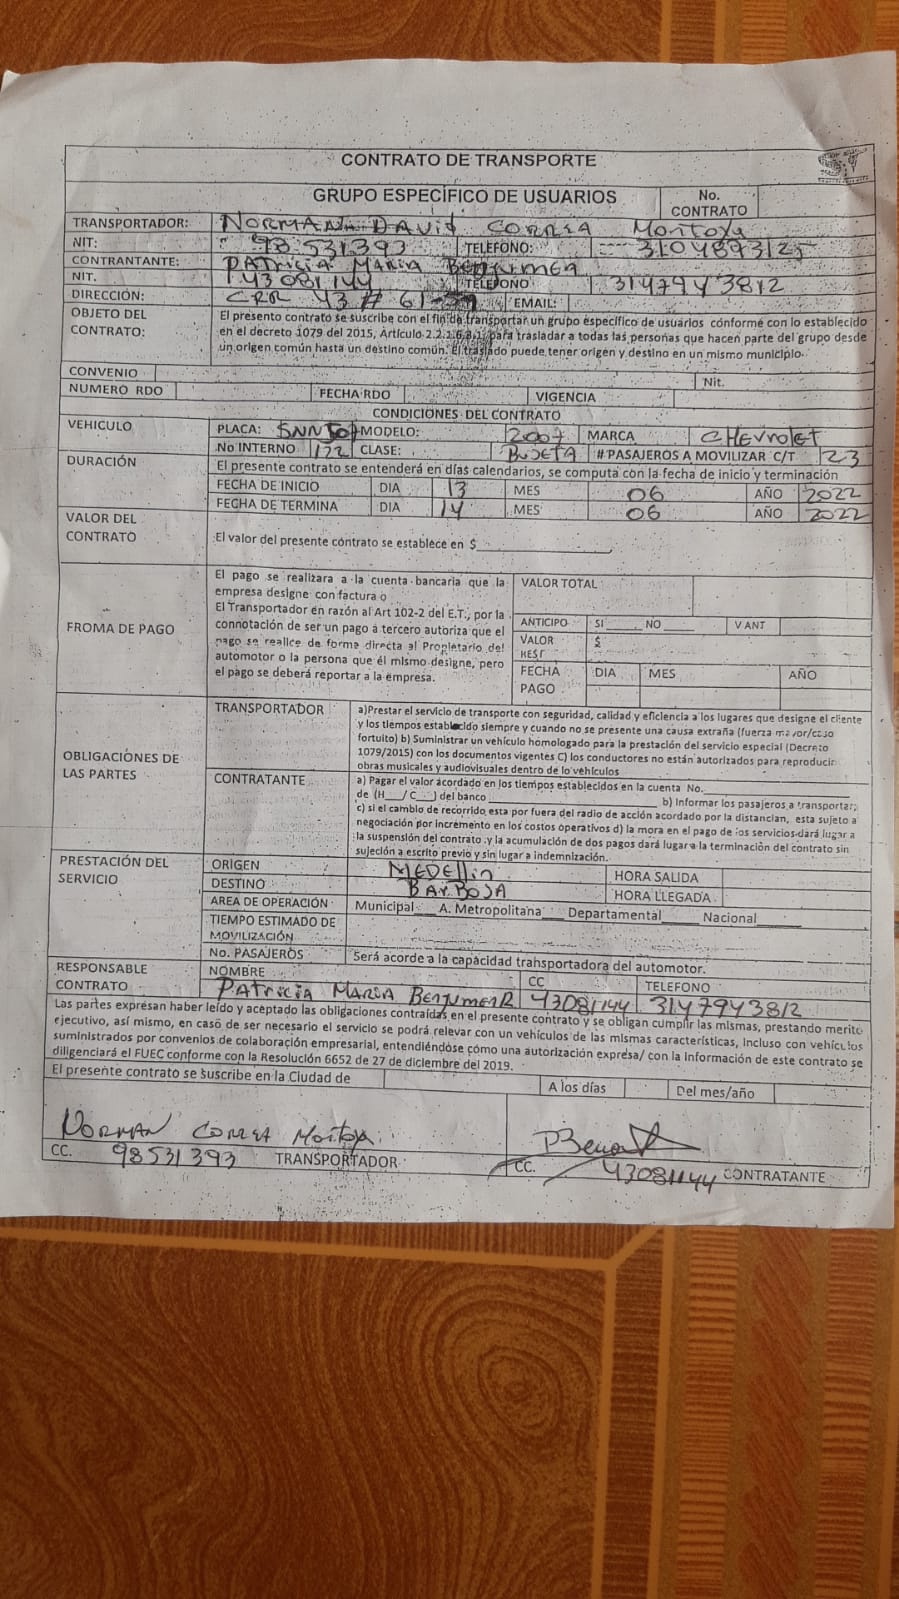 CONTRATO DE TRANSPORTE
GRUPO ESPECÍFICO DE USUARIOS No. CONTRATO
TRANSPORTADOR: NORMAN DAVID CORREA Montoya
NIT: 98531393 TELEFONO: 3104893125
CONTRANTANTE: PATRICIA MARIA BENJUMEA
NIT. 43081144 TELEFONO 3147943812
DIRECCIÓN: CRR 43 # 61-59 EMAIL:
OBJETO DEL CONTRATO: El presento contrato se suscribe con el fin de transportar un grupo específico de usuarios conforme con lo establecido
en el decreto 1079 del 2015, Artículo 2.2.1.6.3.1, para trasladar a todas las personas que hacen parte del grupo desde
un origen común hasta un destino común. El traslado puede tener origen y destino en un mismo municiplo.
CONVENIO Nit.
NUMERO RDO FECHA RDO VIGENCIA
CONDICIONES DEL CONTRATO
VEHICULO PLACA: SNN MODELO: 2007 MARCA CHEVROLET
No INTERNO 122 CLASE: BUSETA # PASAJEROS A MOVILIZAR C/T 23
DURACIÓN El presente contrato se entenderá en días calendarios, se computa con la fecha de inicio y terminación
FECHA DE INICIO DIA 13 MES 06 AÑO 2022
FECHA DE TERMINA DIA 14 MES 06 AÑO 2022
VALOR DEL CONTRATO El valor del presente contrato se establece en $
FROMA DE PAGO
El pago se realizara a la cuenta bancaria que la
empresa designe con factura o
El Transportador en razón al Art 102-2 del E.T., por la
connotación de ser un pago a tercero autoriza que el
pago se realice de forma directa al Propietario del
automotor o la persona que él mismo designe, pero
el pago se deberá reportar a la empresa.
VALOR TOTAL
ANTICIPO SI NO V ANT
VALOR REST $
FECHA PAGO DIA MES AÑO
OBLIGACIÓNES DE LAS PARTES
TRANSPORTADOR a)Prestar el servicio de transporte con seguridad, calidad y eficiencia a los lugares que designe el cliente
y los tiempos establecido siempre y cuando no se presente una causa extraña (fuerza mayor/caso
fortuito) b) Suministrar un vehículo homologado para la prestación del servicio especial (Decreto
1079/2015) con los documentos vigentes C) los conductores no están autorizados para reproducir
obras musicales y audiovisuales dentro de lo vehículos
CONTRATANTE a) Pagar el valor acordado en los tiempos establecidos en la cuenta No.
de (H__/ C__) del banco b) Informar los pasajeros a transportar;
c) si el cambio de recorrido esta por fuera del radio de acción acordado por la distancian, esta sujeto a
negociación por incremento en los costos operativos d) la mora en el pago de los servicios dará lugar a
la suspensión del contrato y la acumulación de dos pagos dará lugar a la terminación del contrato sin
sujeción a escrito previo y sin lugar a indemnización.
PRESTACIÓN DEL SERVICIO
ORIGEN MEDELLin HORA SALIDA
DESTINO BARBOSA HORA LLEGADA
AREA DE OPERACIÓN Municipal A. Metropolitana Departamental Nacional
TIEMPO ESTIMADO DE MOVILIZACIÓN
No. PASAJEROS Será acorde a la capacidad transportadora del automotor.
RESPONSABLE CONTRATO NOMBRE CC TELEFONO
PATRICIA MARIA BENJUMEA 43081144 3147943812
Las partes expresan haber leído y aceptado las obligaciones contraídas en el presente contrato y se obligan cumplir las mismas, prestando merito
ejecutivo, así mismo, en caso de ser necesario el servicio se podrá relevar con un vehículos de las mismas características, incluso con vehículos
suministrados por convenios de colaboración empresarial, entendiéndose cómo una autorización expresa/ con la información de este contrato se
diligenciará el FUEC conforme con la Resolución 6652 de 27 de diciembre del 2019.
El presente contrato se suscribe en la Ciudad de A los días Del mes/año
NORMAN CORREA Montoya
CC. 98531393 TRANSPORTADOR
CC. 43081144 CONTRATANTE